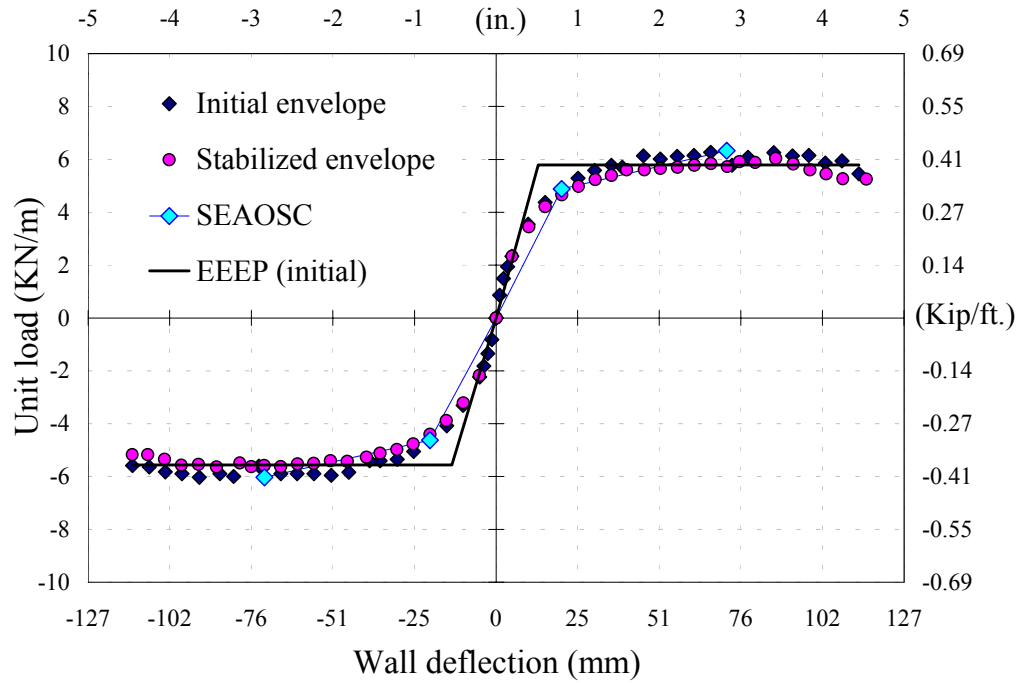 -5 -4 -3 -2 -1 (in.) 1 2 3 4 5
10 0.69
8 0.55
6 0.41
4 0.27
2 0.14
0 (Kip/ft.)
-2 -0.14
-4 -0.27
-6 -0.41
-8 -0.55
-10 -0.69
Initial envelope
Stabilized envelope
SEAOSC
EEEP (initial)
Unit load (KN/m)
-127 -102 -76 -51 -25 0 25 51 76 102 127
Wall deflection (mm)